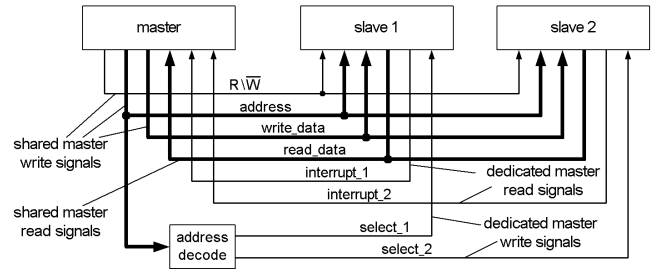 master
slave 1
slave 2
R\W̅
address
write_data
shared master
write signals
read_data
interrupt_1
dedicated master
read signals
interrupt_2
shared master
read signals
select_1
dedicated master
write signals
address
decode
select_2